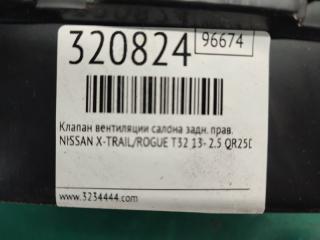 320824
96674
Клапан вентиляции салона задн. прав.
NISSAN X-TRAIL/ROGUE T32 13- 2.5 QR25D
www.3234444.com